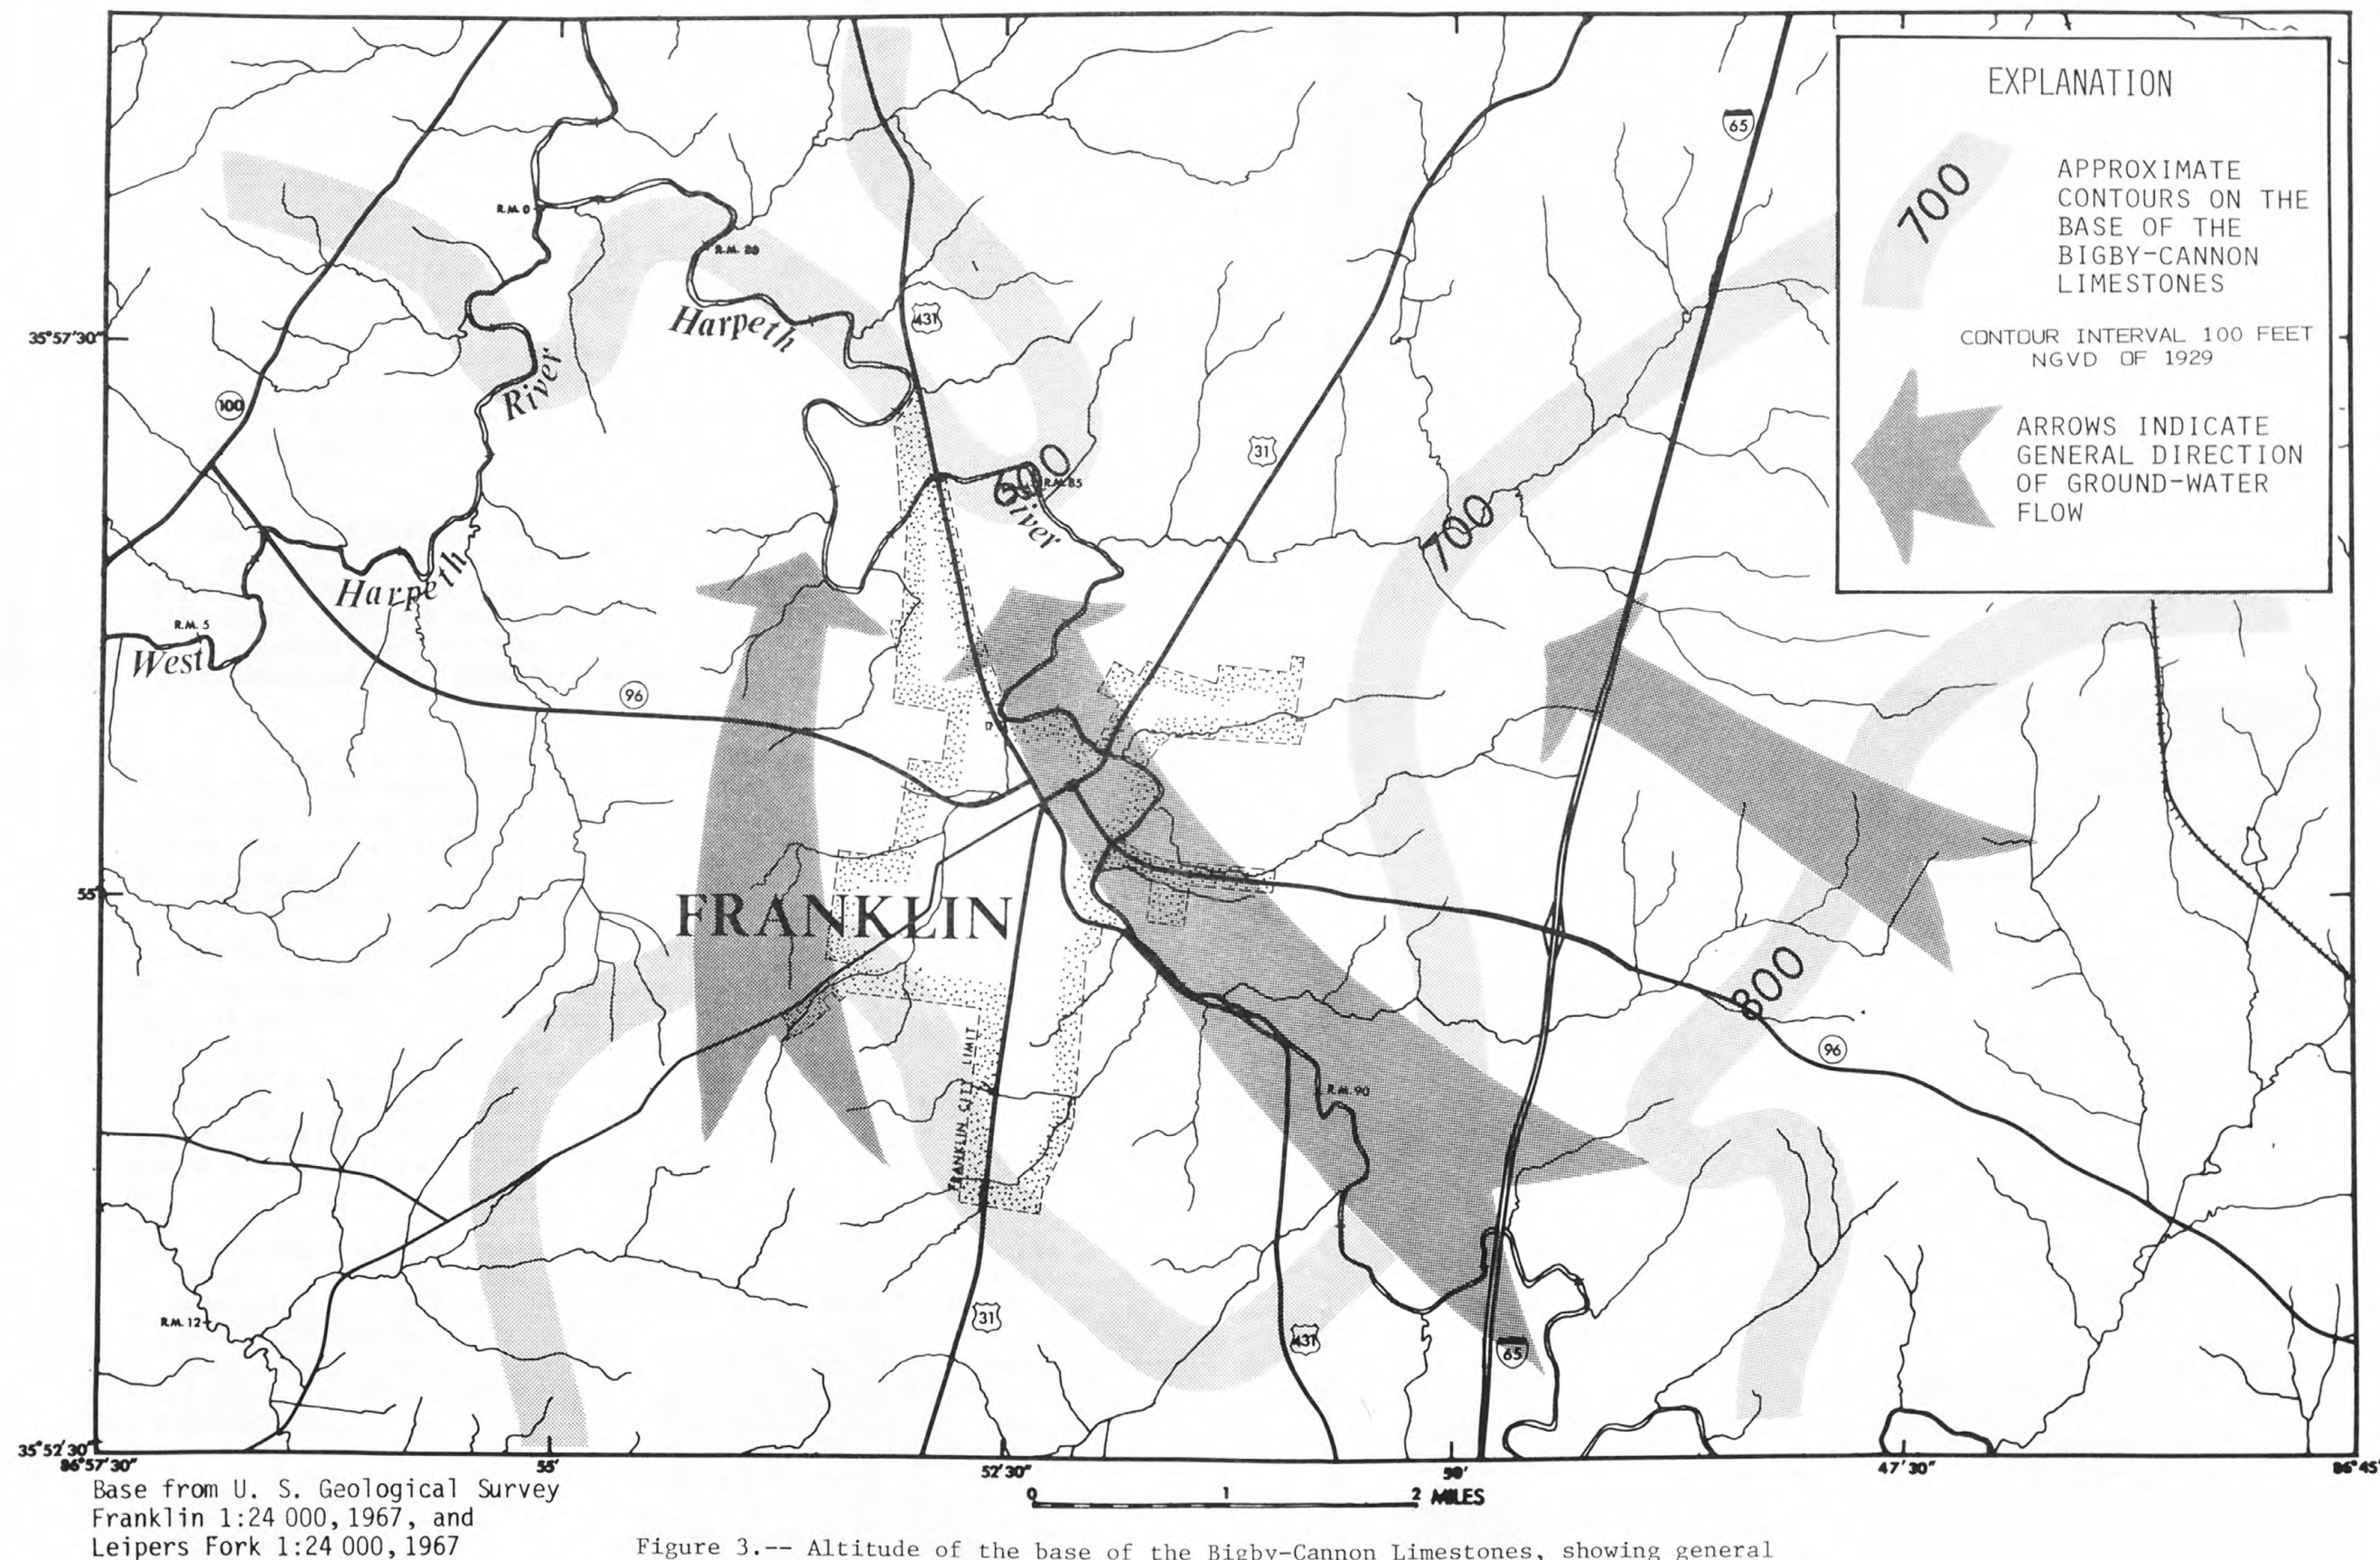 EXPLANATION
700
APPROXIMATE
CONTOURS ON THE
BASE OF THE
BIGBY-CANNON
LIMESTONES
CONTOUR INTERVAL 100 FEET
NGVD OF 1929
ARROWS INDICATE
GENERAL DIRECTION
OF GROUND-WATER
FLOW
65
R.M. 0
R.M. 80
Harpeth
River
431
35°57'30"
100
31
600
R.M. 85
River
700
Harpeth
R.M. 5
West
96
55'
FRANKLIN
800
96
FRANKLIN CITY LIMIT
R.M. 90
R.M. 12
31
431
65
35°52'30"
86°57'30"
55'
52'30"
50'
47'30"
86°45'
0 1 2 MILES
Base from U. S. Geological Survey
Franklin 1:24 000, 1967, and
Leipers Fork 1:24 000, 1967
Figure 3.-- Altitude of the base of the Bigby-Cannon Limestones, showing general